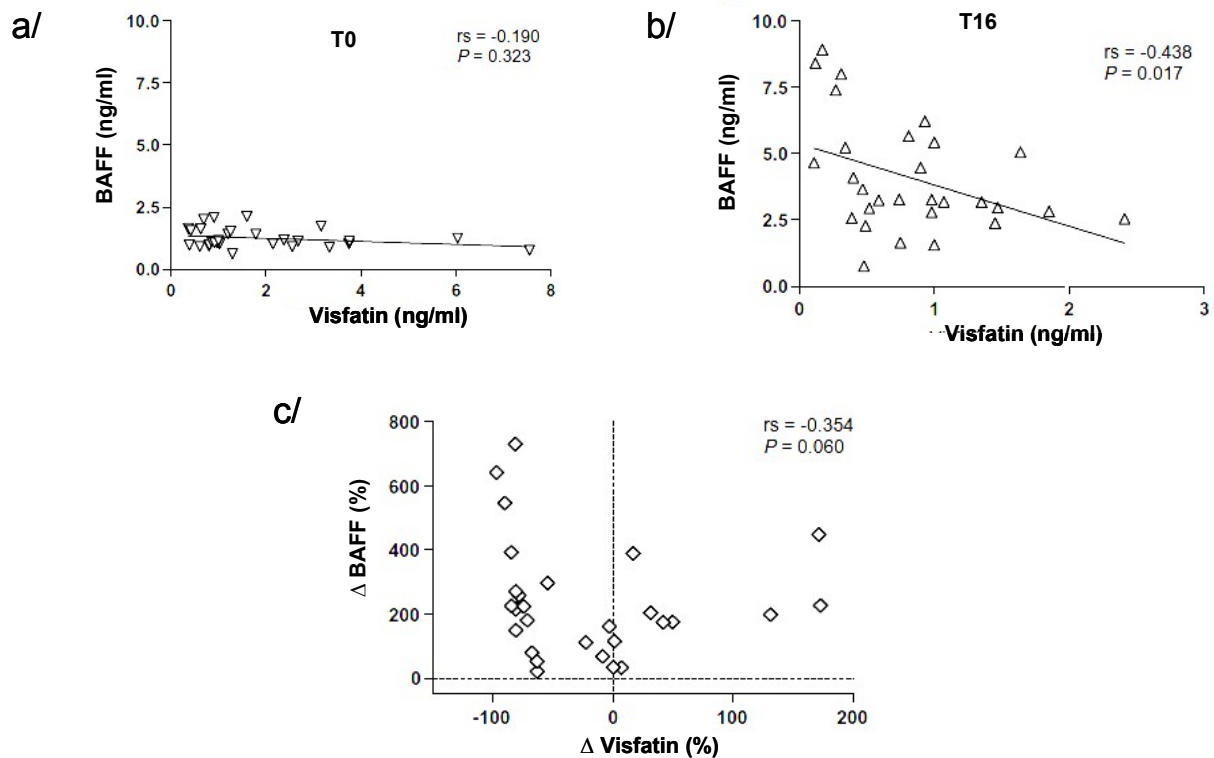 a/
T0
rs = -0.190
P = 0.323
BAFF (ng/ml)
10.0
7.5
5.0
2.5
0.0
0 2 4 6 8
Visfatin (ng/ml)
b/
T16
rs = -0.438
P = 0.017
BAFF (ng/ml)
10.0
7.5
5.0
2.5
0.0
0 1 2 3
Visfatin (ng/ml)
c/
rs = -0.354
P = 0.060
Δ BAFF (%)
800
600
400
200
0
-100 0 100 200
Δ Visfatin (%)